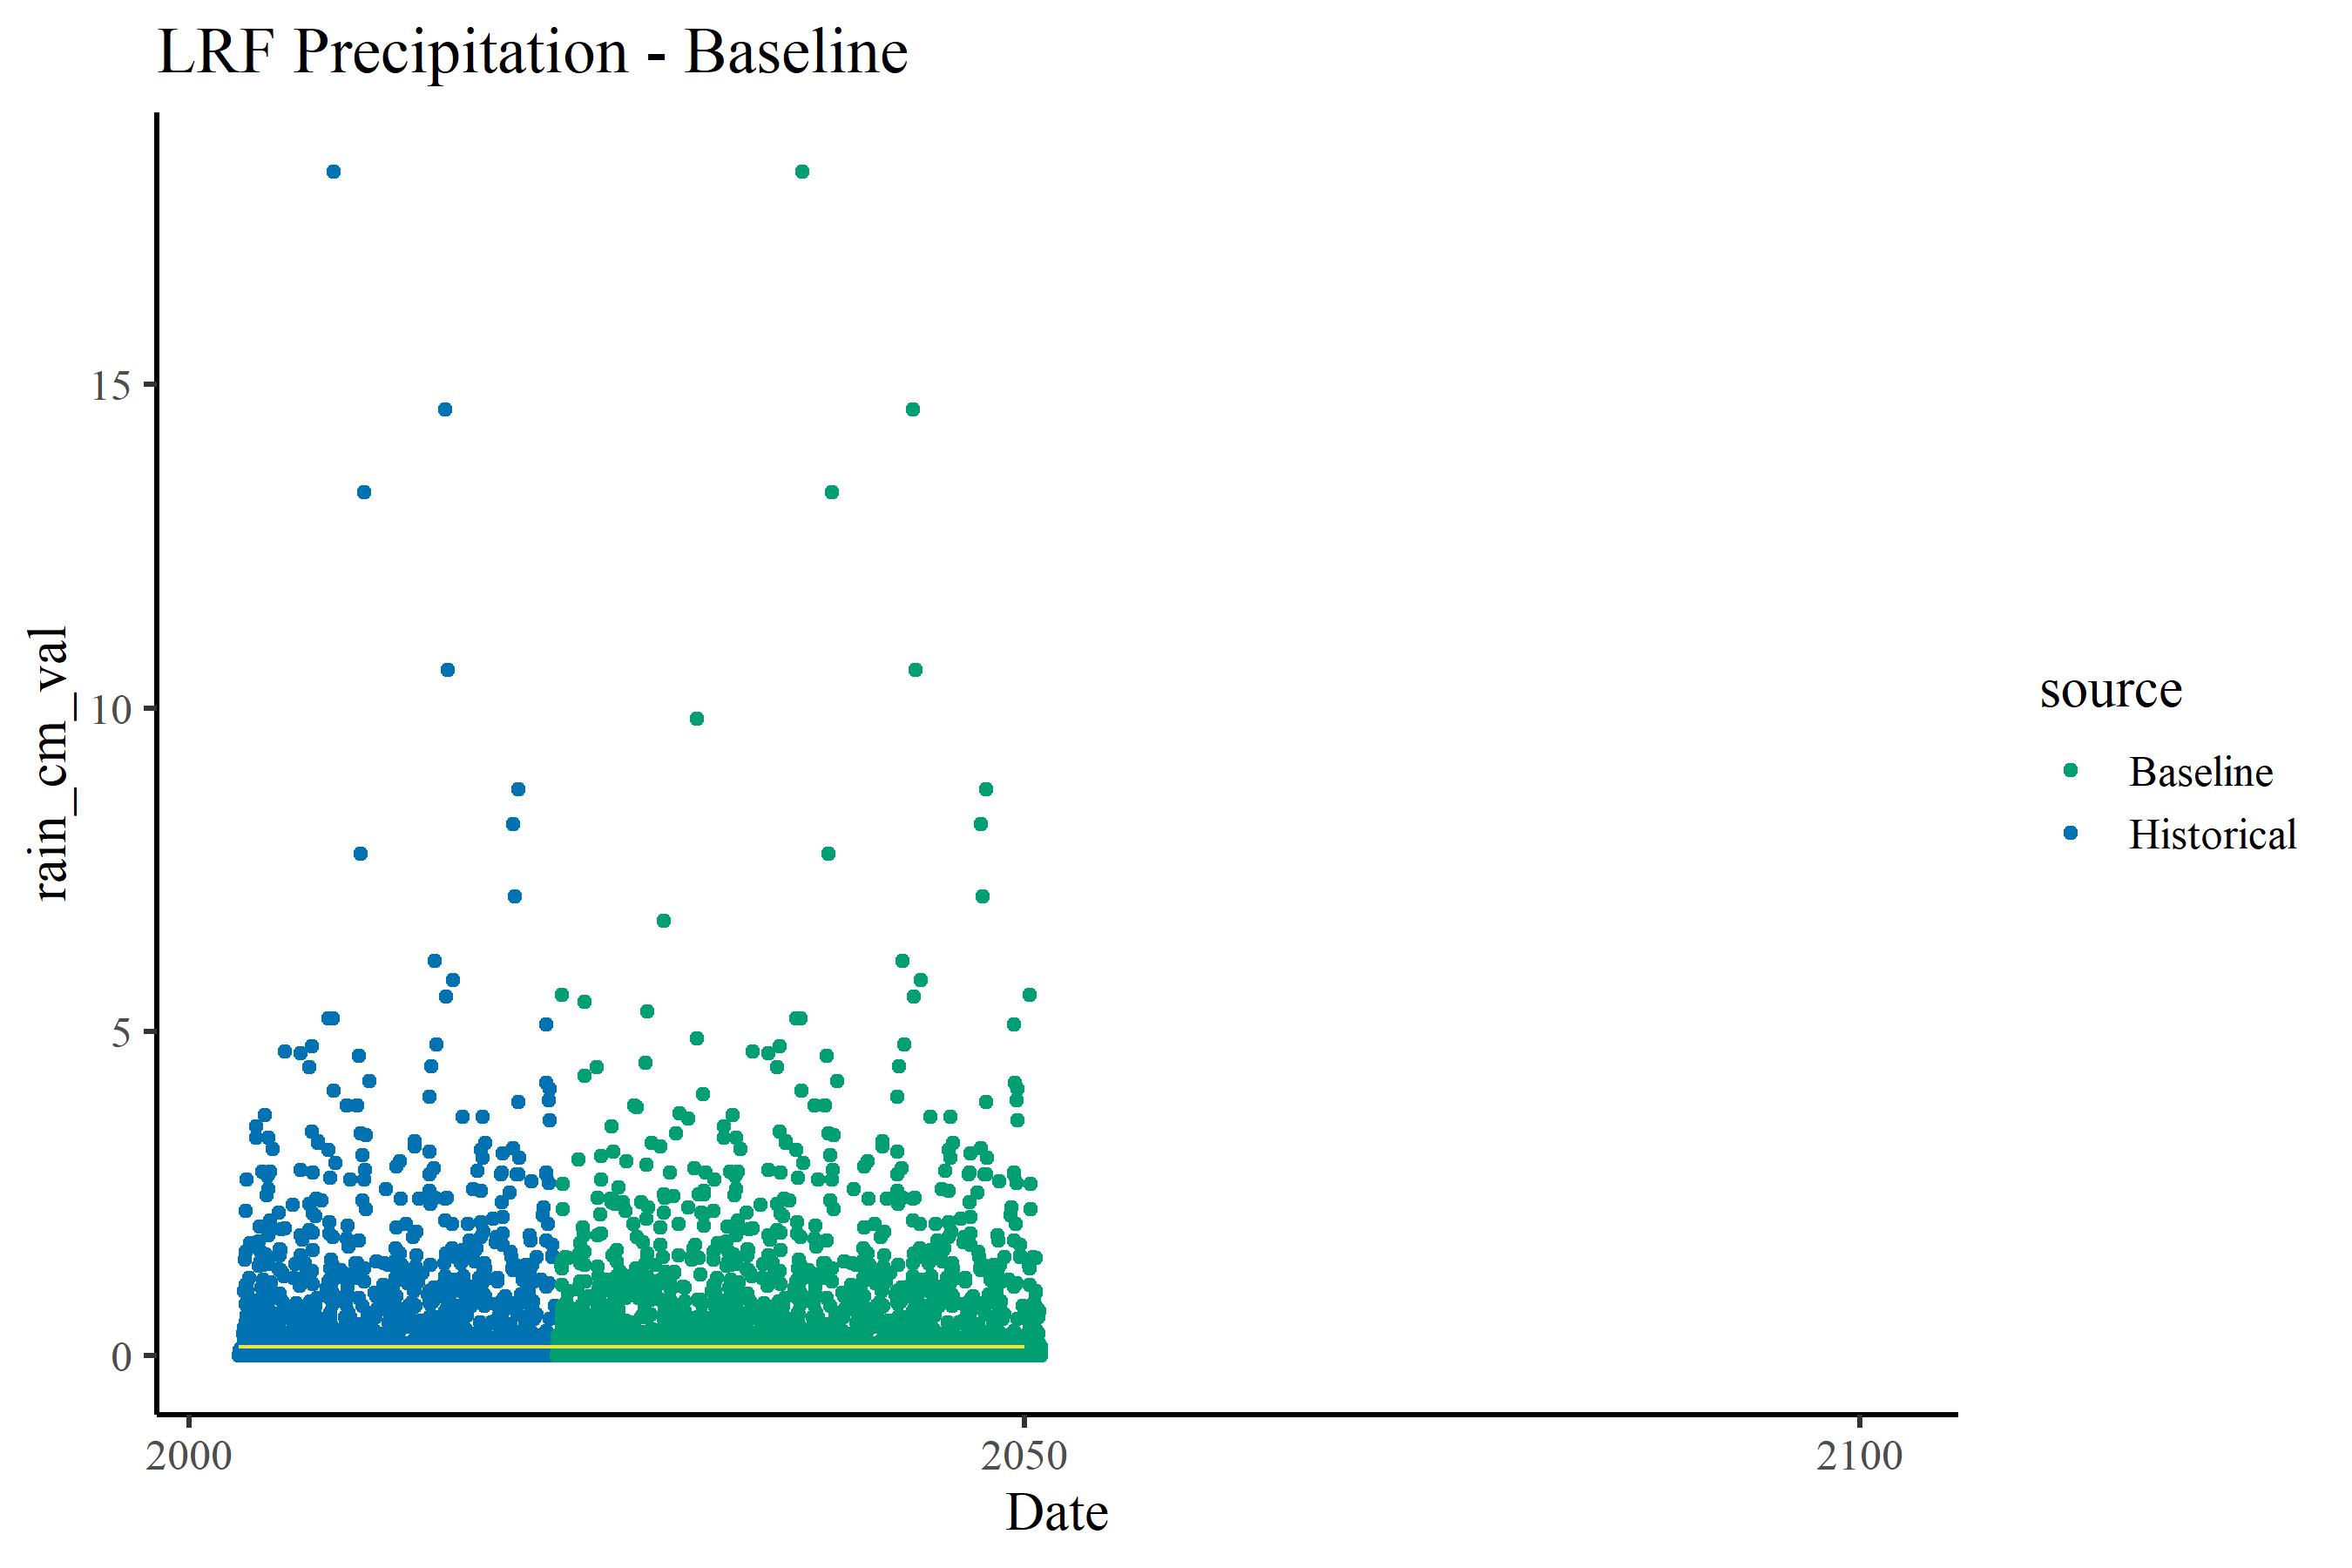 LRF Precipitation - Baseline
rain_cm_val
15
10
5
0
2000
2050
2100
Date
source
Baseline
Historical